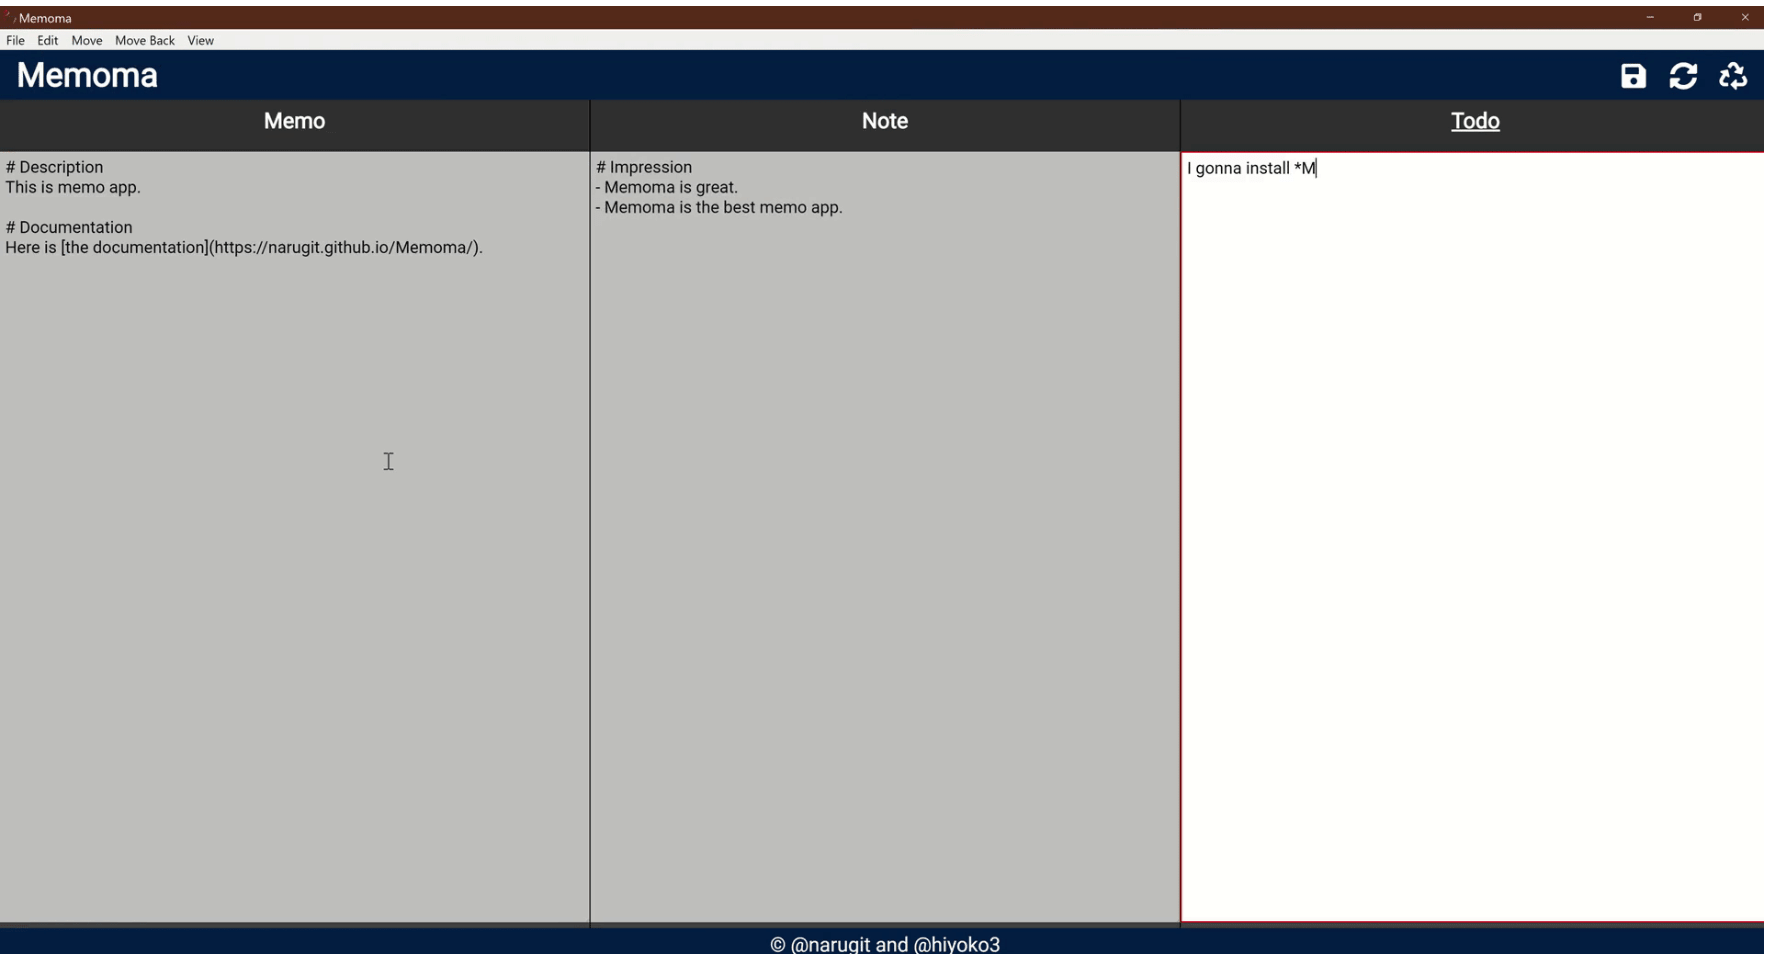 Memoma
File Edit Move Move Back View
Memoma
Memo
Note
Todo
# Description
This is memo app.
# Documentation
Here is [the documentation](https://narugit.github.io/Memoma/).
# Impression
- Memoma is great.
- Memoma is the best memo app.
I gonna install *M
© @narugit and @hiyoko3